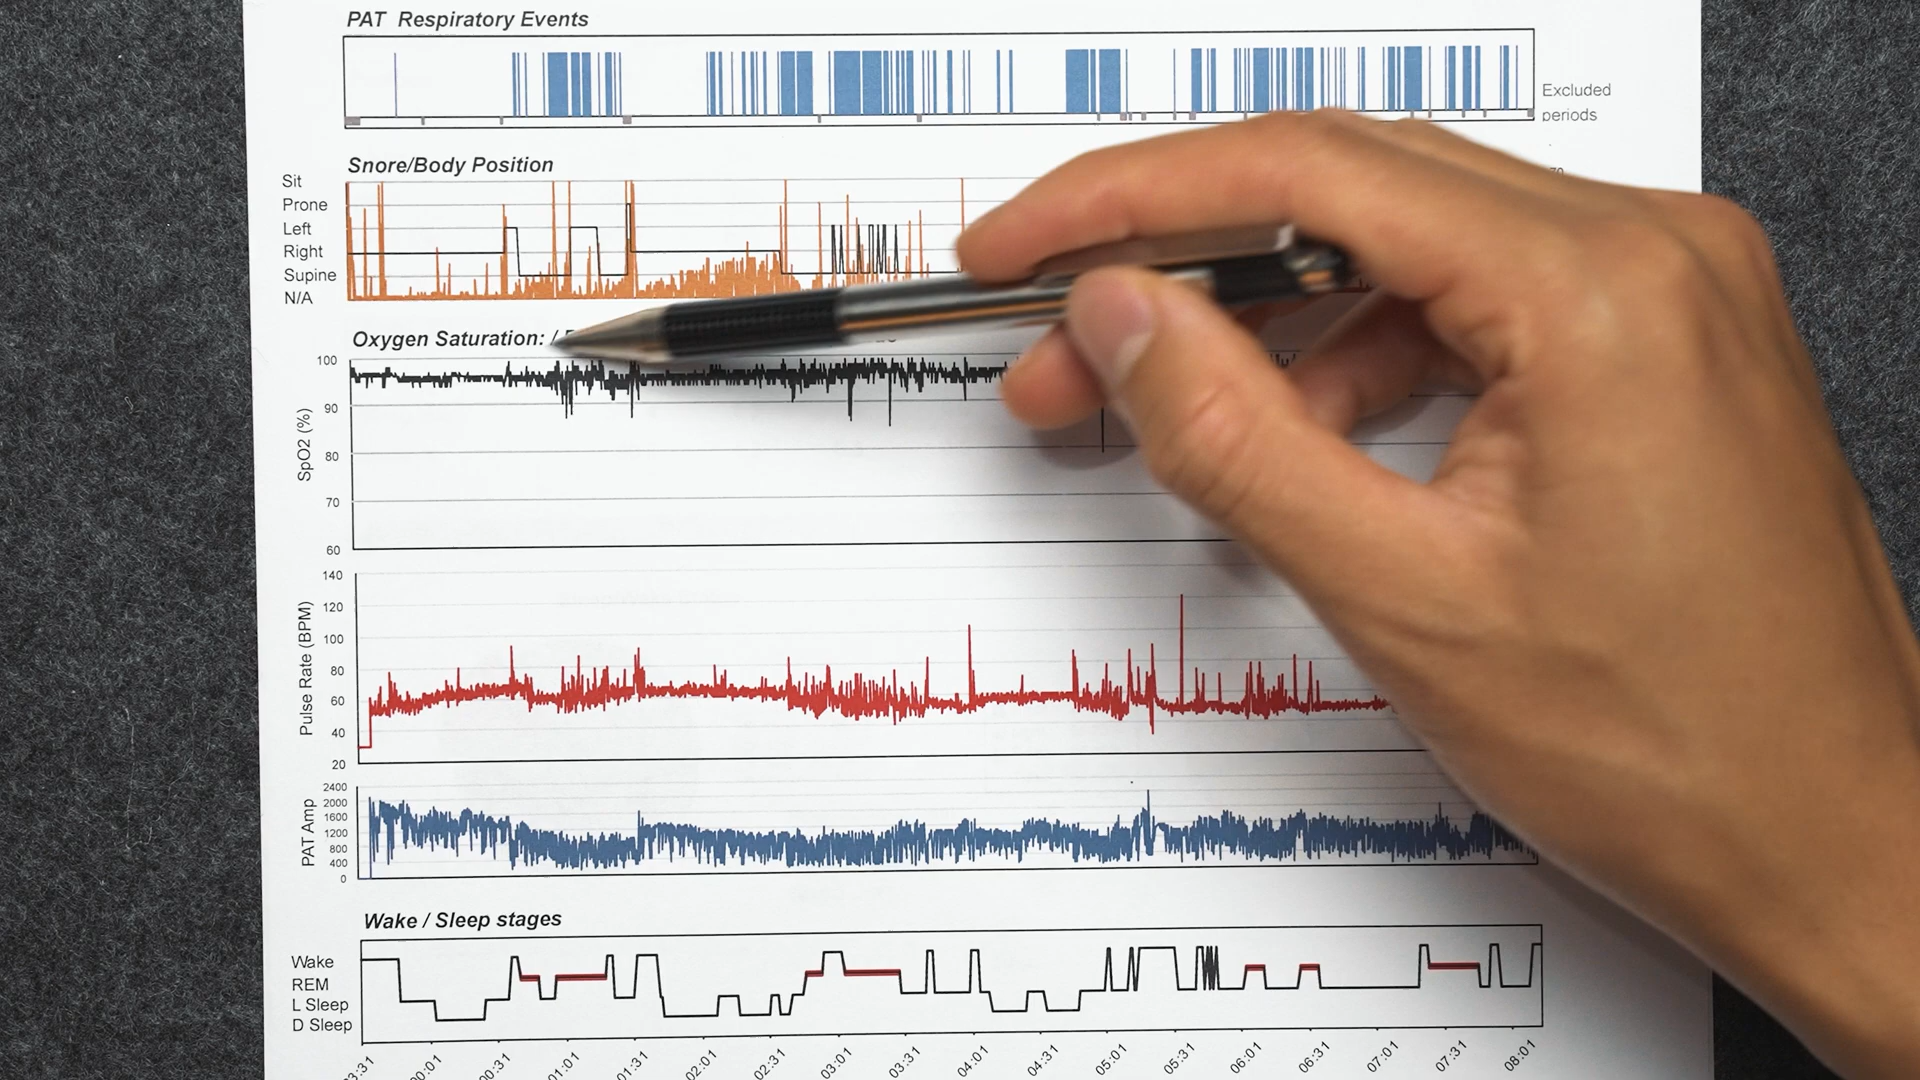 PAT Respiratory Events
Excluded
periods
Snore/Body Position
Sit
Prone
Left
Right
Supine
N/A
70
Oxygen Saturation: /
SpO2 (%)
100
90
80
70
60
Pulse Rate (BPM)
140
120
100
80
60
40
20
PAT Amp
2400
2000
1600
1200
800
400
0
Wake / Sleep stages
Wake
REM
L Sleep
D Sleep
3:31 00:01 00:31 01:01 01:31 02:01 02:31 03:01 03:31 04:01 04:31 05:01 05:31 06:01 06:31 07:01 07:31 08:01